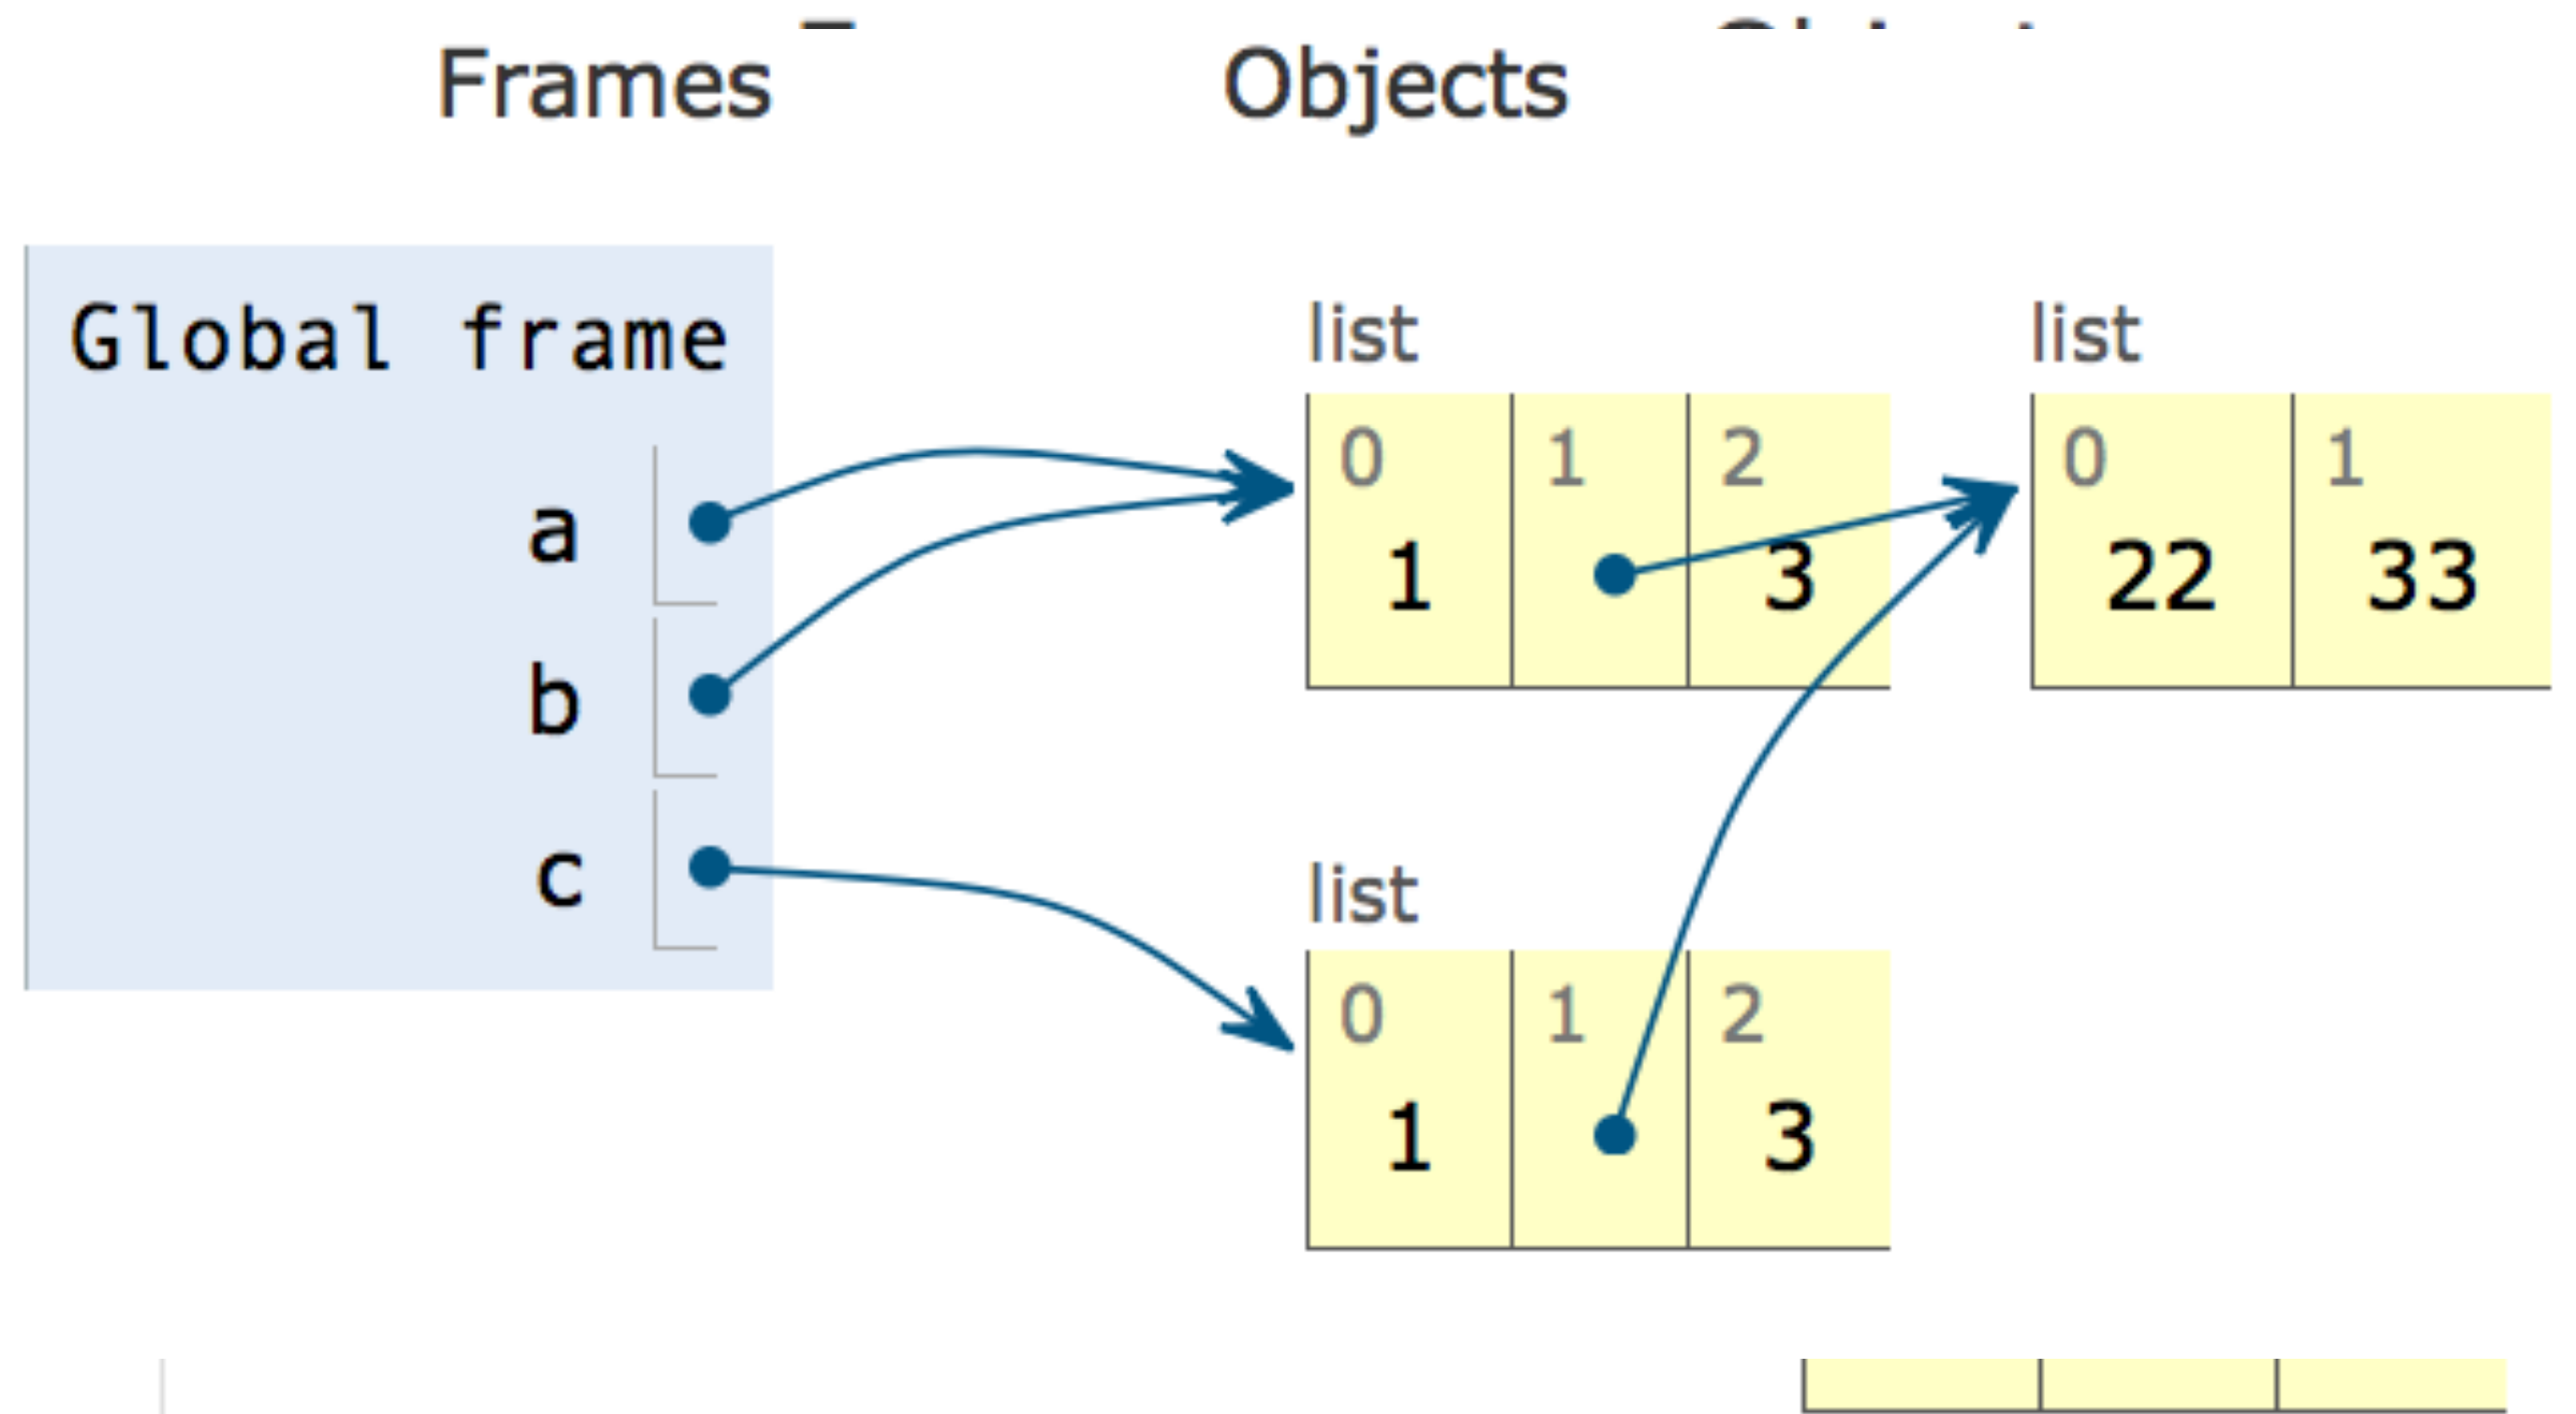 Frames Objects
Global frame
list list
0 1 2 0 1
a
1 3 22 33
b
c
list
0 1 2
1 3